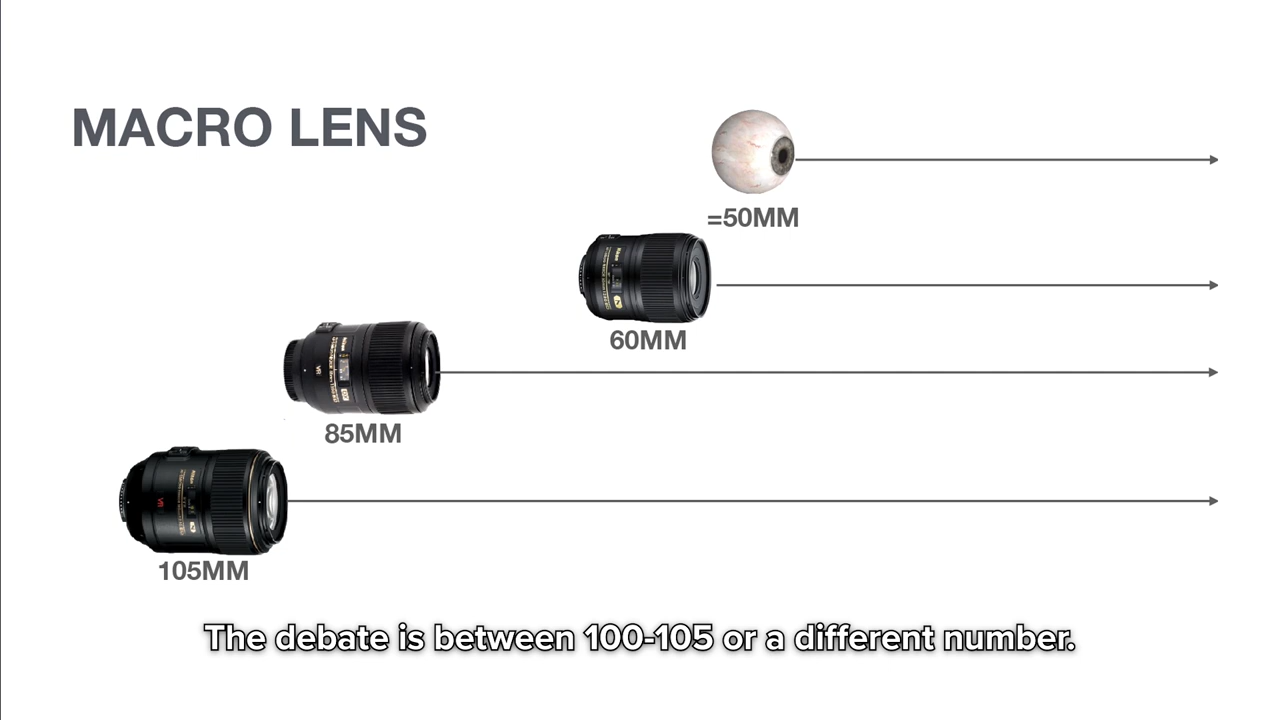 MACRO LENS
=50MM
60MM
85MM
105MM
The debate is between 100-105 or a different number.